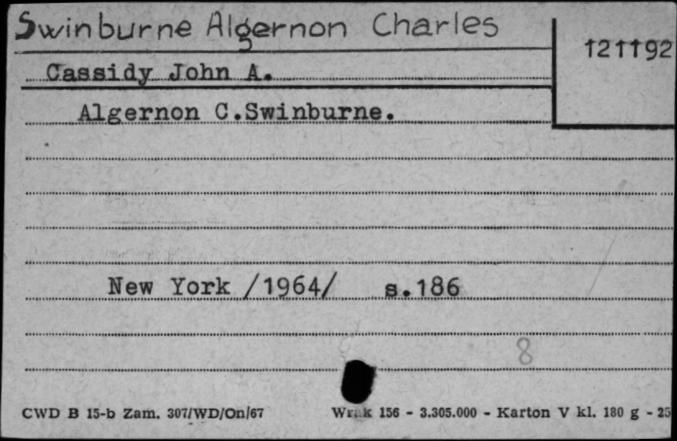 Swinburne Algernon Charles
121192
Cassidy John A.
Algernon C.Swinburne.
New York /1964/ s.186
8
CWD B 15-b Zam. 307/WD/On/67 156 - 3.305.000 - Karton V kl. 180 g - 25